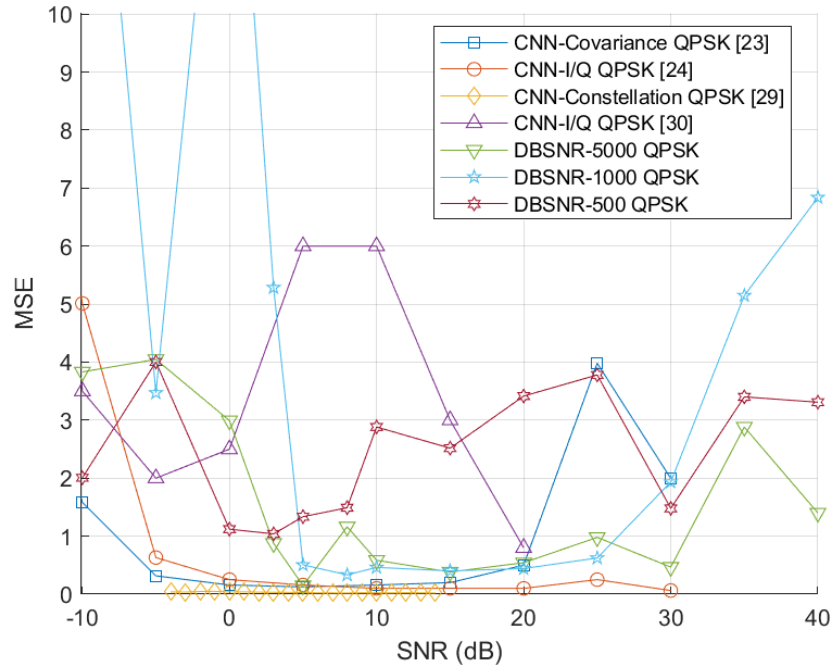 10
9
8
7
6
5
4
3
2
1
0
MSE
CNN-Covariance QPSK [23]
CNN-I/Q QPSK [24]
CNN-Constellation QPSK [29]
CNN-I/Q QPSK [30]
DBSNR-5000 QPSK
DBSNR-1000 QPSK
DBSNR-500 QPSK
-10 0 10 20 30 40
SNR (dB)